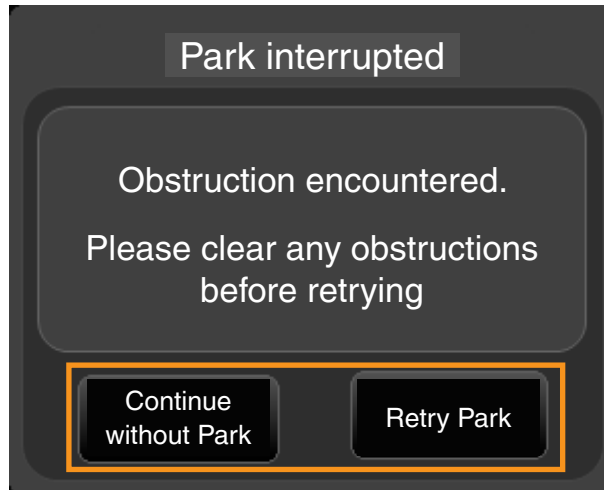 Park interrupted
Obstruction encountered.
Please clear any obstructions
before retrying
Continue
without Park
Retry Park